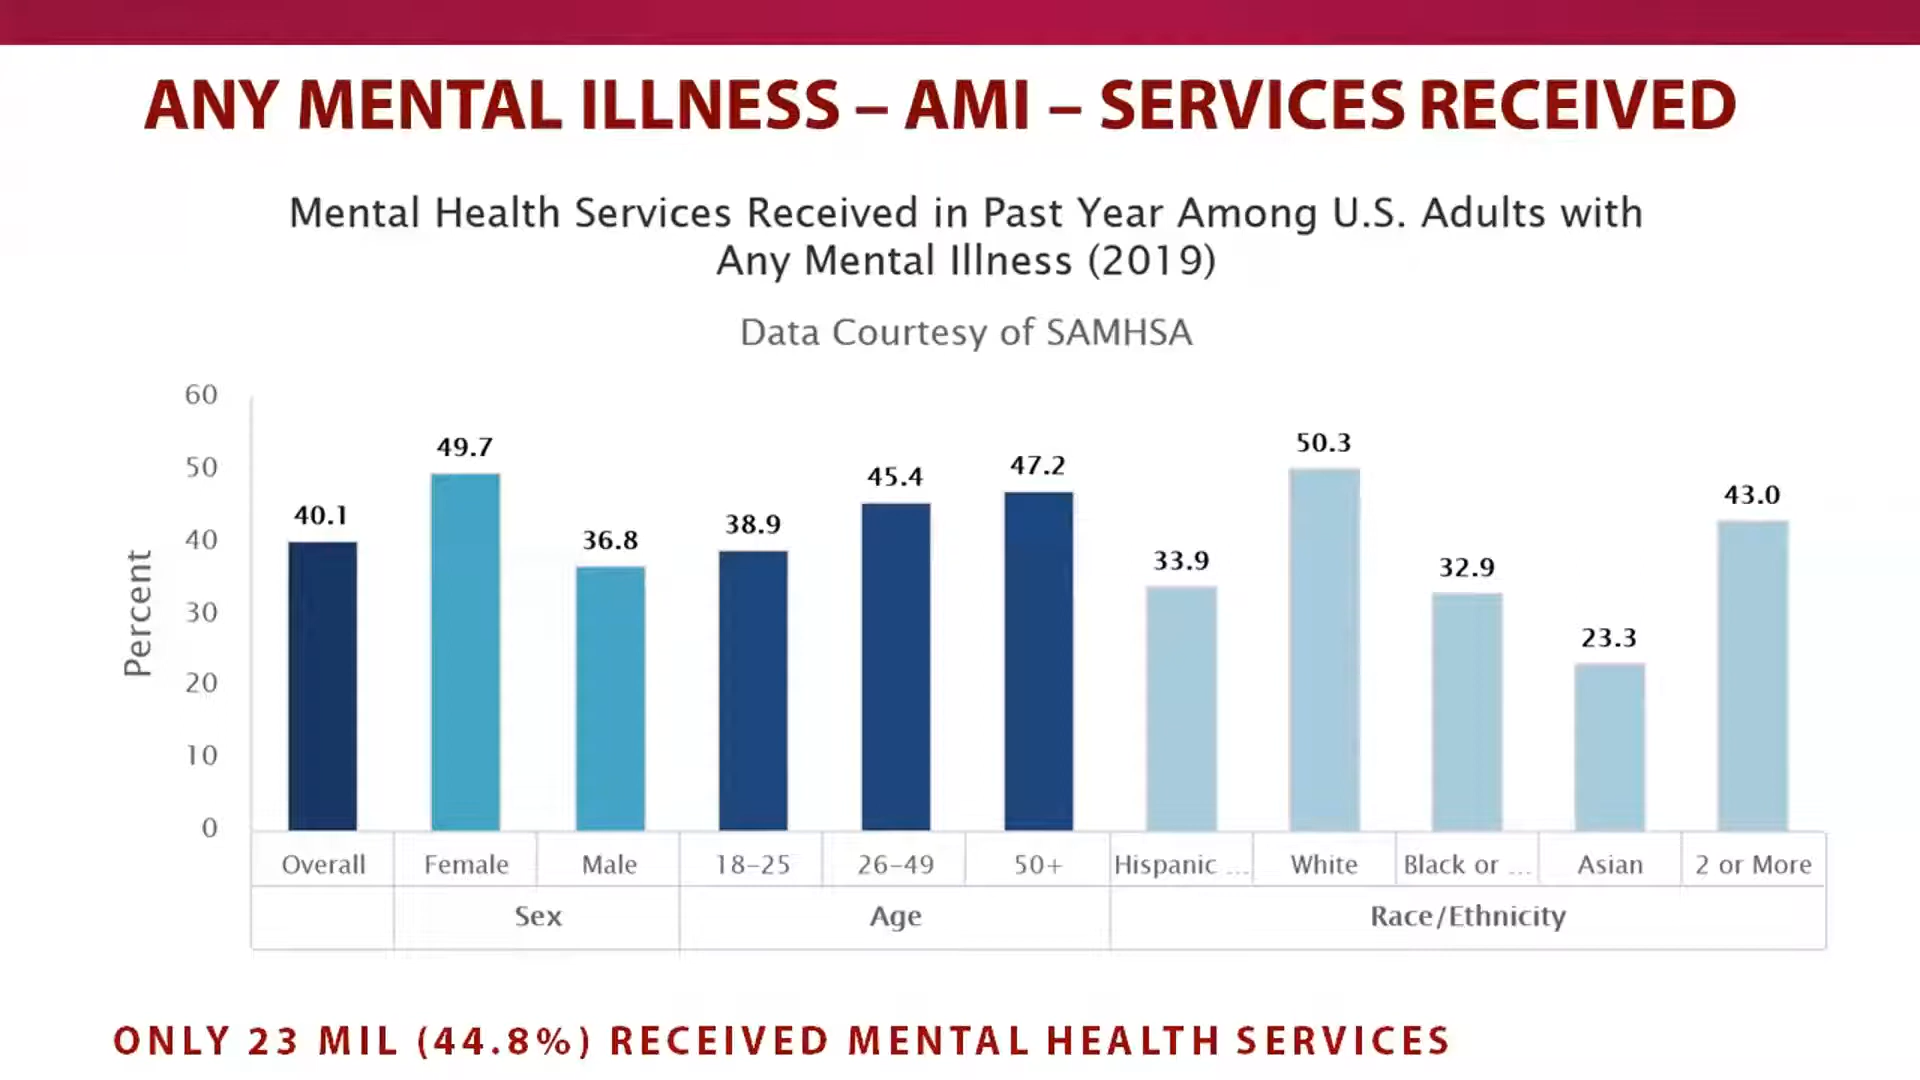 ANY MENTAL ILLNESS – AMI – SERVICES RECEIVED
Mental Health Services Received in Past Year Among U.S. Adults with
Any Mental Illness (2019)
Data Courtesy of SAMHSA
Percent
60
50
40
30
20
10
0
40.1
49.7
36.8
38.9
45.4
47.2
33.9
50.3
32.9
23.3
43.0
Overall Female Male 18-25 26-49 50+ Hispanic ... White Black or ... Asian 2 or More
Sex Age Race/Ethnicity
ONLY 23 MIL (44.8%) RECEIVED MENTAL HEALTH SERVICES